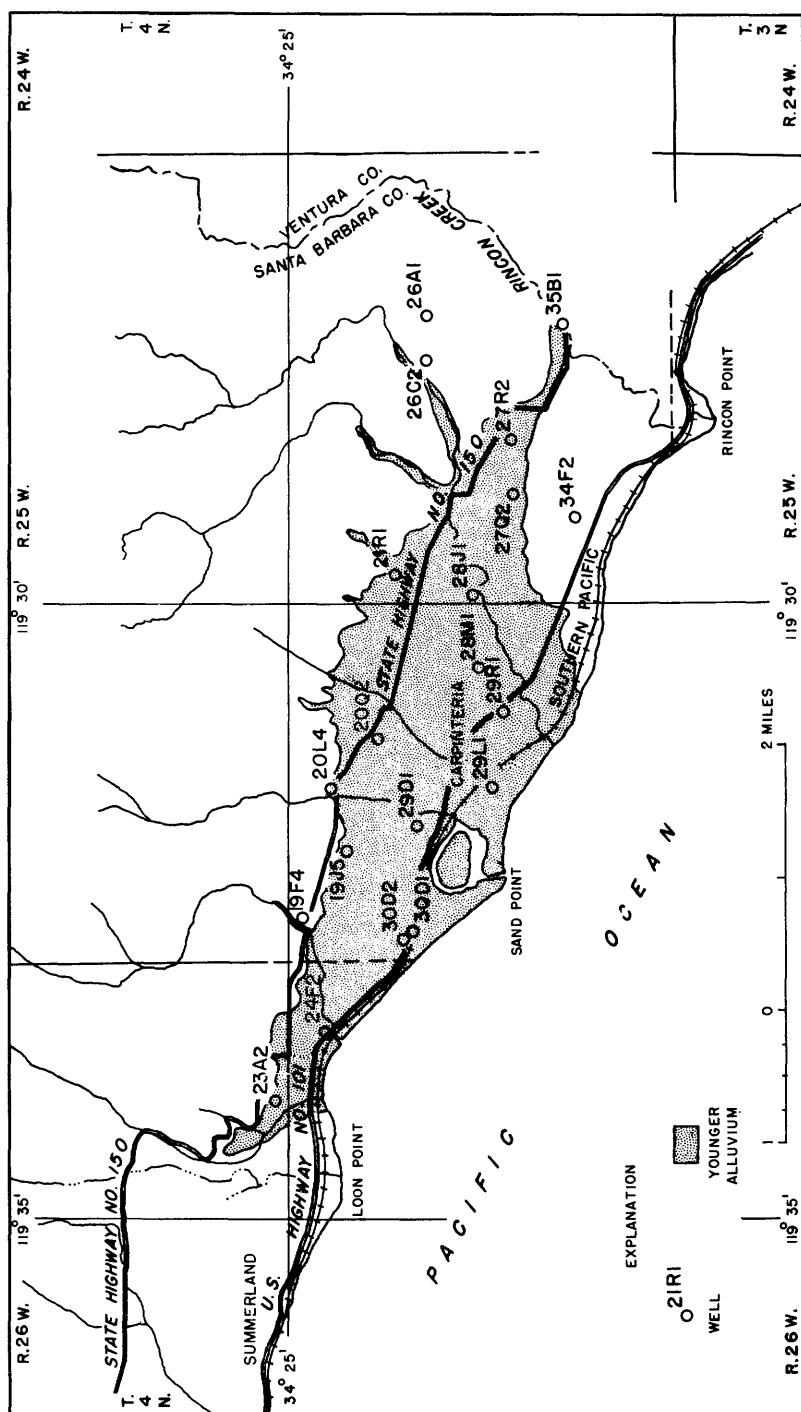 R. 26 W.
119° 35'
119° 30'
R. 25 W.
R. 24 W.
T.
4
N.
T.
4
N
STATE HIGHWAY NO. 150
SUMMERLAND
34° 25'
34° 25'
U.S. HIGHWAY NO. 101
LOON POINT
23A2
24F2
19F4
19J5
20L4
20Q2
STATE HIGHWAY NO. 150
21R1
26C2
26A1
VENTURA CO.
SANTA BARBARA CO.
RINCON CREEK
30D2
30D1
29D1
CARPINTERIA
29L1
29R1
28M1
28J1
27Q2
27R2
35B1
34F2
SAND POINT
SOUTHERN PACIFIC
RINCON POINT
PACIFIC
OCEAN
EXPLANATION
21R1
WELL
YOUNGER
ALLUVIUM
1
0
2 MILES
T.
3
N
R. 26 W.
119° 35'
119° 30'
R. 25 W.
R. 24 W.